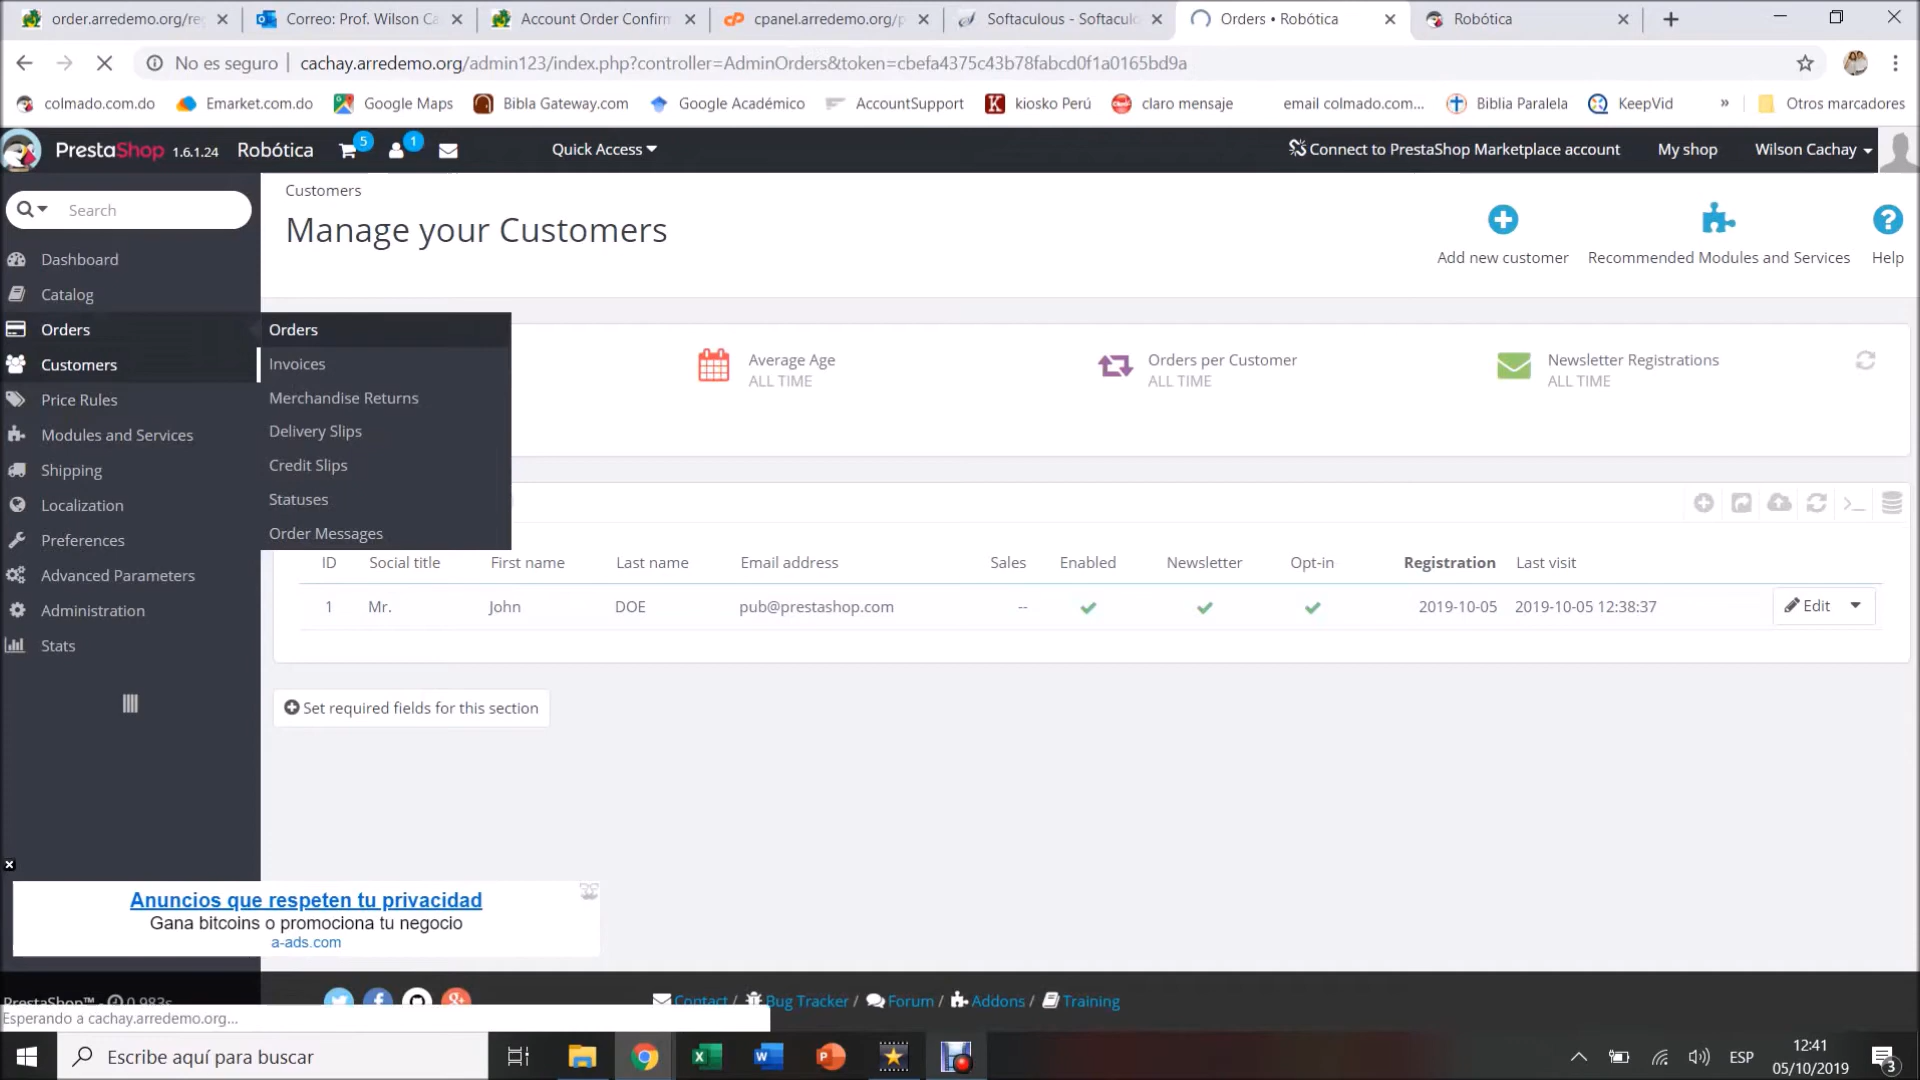 order.arredemo.org/re
Correo: Prof. Wilson Ca
Account Order Confirm
cpanel.arredemo.org/p
Softaculous - Softaculo
Orders • Robótica
Robótica
No es seguro
cachay.arredemo.org/admin123/index.php?controller=AdminOrders&token=cbefa4375c43b78fabcd0f1a0165bd9a
colmado.com.do
Emarket.com.do
Google Maps
Bibla Gateway.com
Google Académico
AccountSupport
kiosko Perú
claro mensaje
email colmado.com...
Biblia Paralela
KeepVid
»
Otros marcadores
PrestaShop 1.6.1.24
Robótica
5
1
Quick Access
Connect to PrestaShop Marketplace account
My shop
Wilson Cachay
Search
Dashboard
Catalog
Orders
Customers
Price Rules
Modules and Services
Shipping
Localization
Preferences
Advanced Parameters
Administration
Stats
Orders
Invoices
Merchandise Returns
Delivery Slips
Credit Slips
Statuses
Order Messages
Customers
Manage your Customers
Add new customer
Recommended Modules and Services
Help
Average Age
ALL TIME
Orders per Customer
ALL TIME
Newsletter Registrations
ALL TIME
ID Social title First name Last name Email address Sales Enabled Newsletter Opt-in Registration Last visit
1 Mr. John DOE pub@prestashop.com -- 2019-10-05 2019-10-05 12:38:37 Edit
Set required fields for this section
Anuncios que respeten tu privacidad
Gana bitcoins o promociona tu negocio
a-ads.com
PrestaShop™ - 0.983s
Contact / Bug Tracker / Forum / Addons / Training
Esperando a cachay.arredemo.org...
Escribe aquí para buscar
ESP
12:41
05/10/2019
3